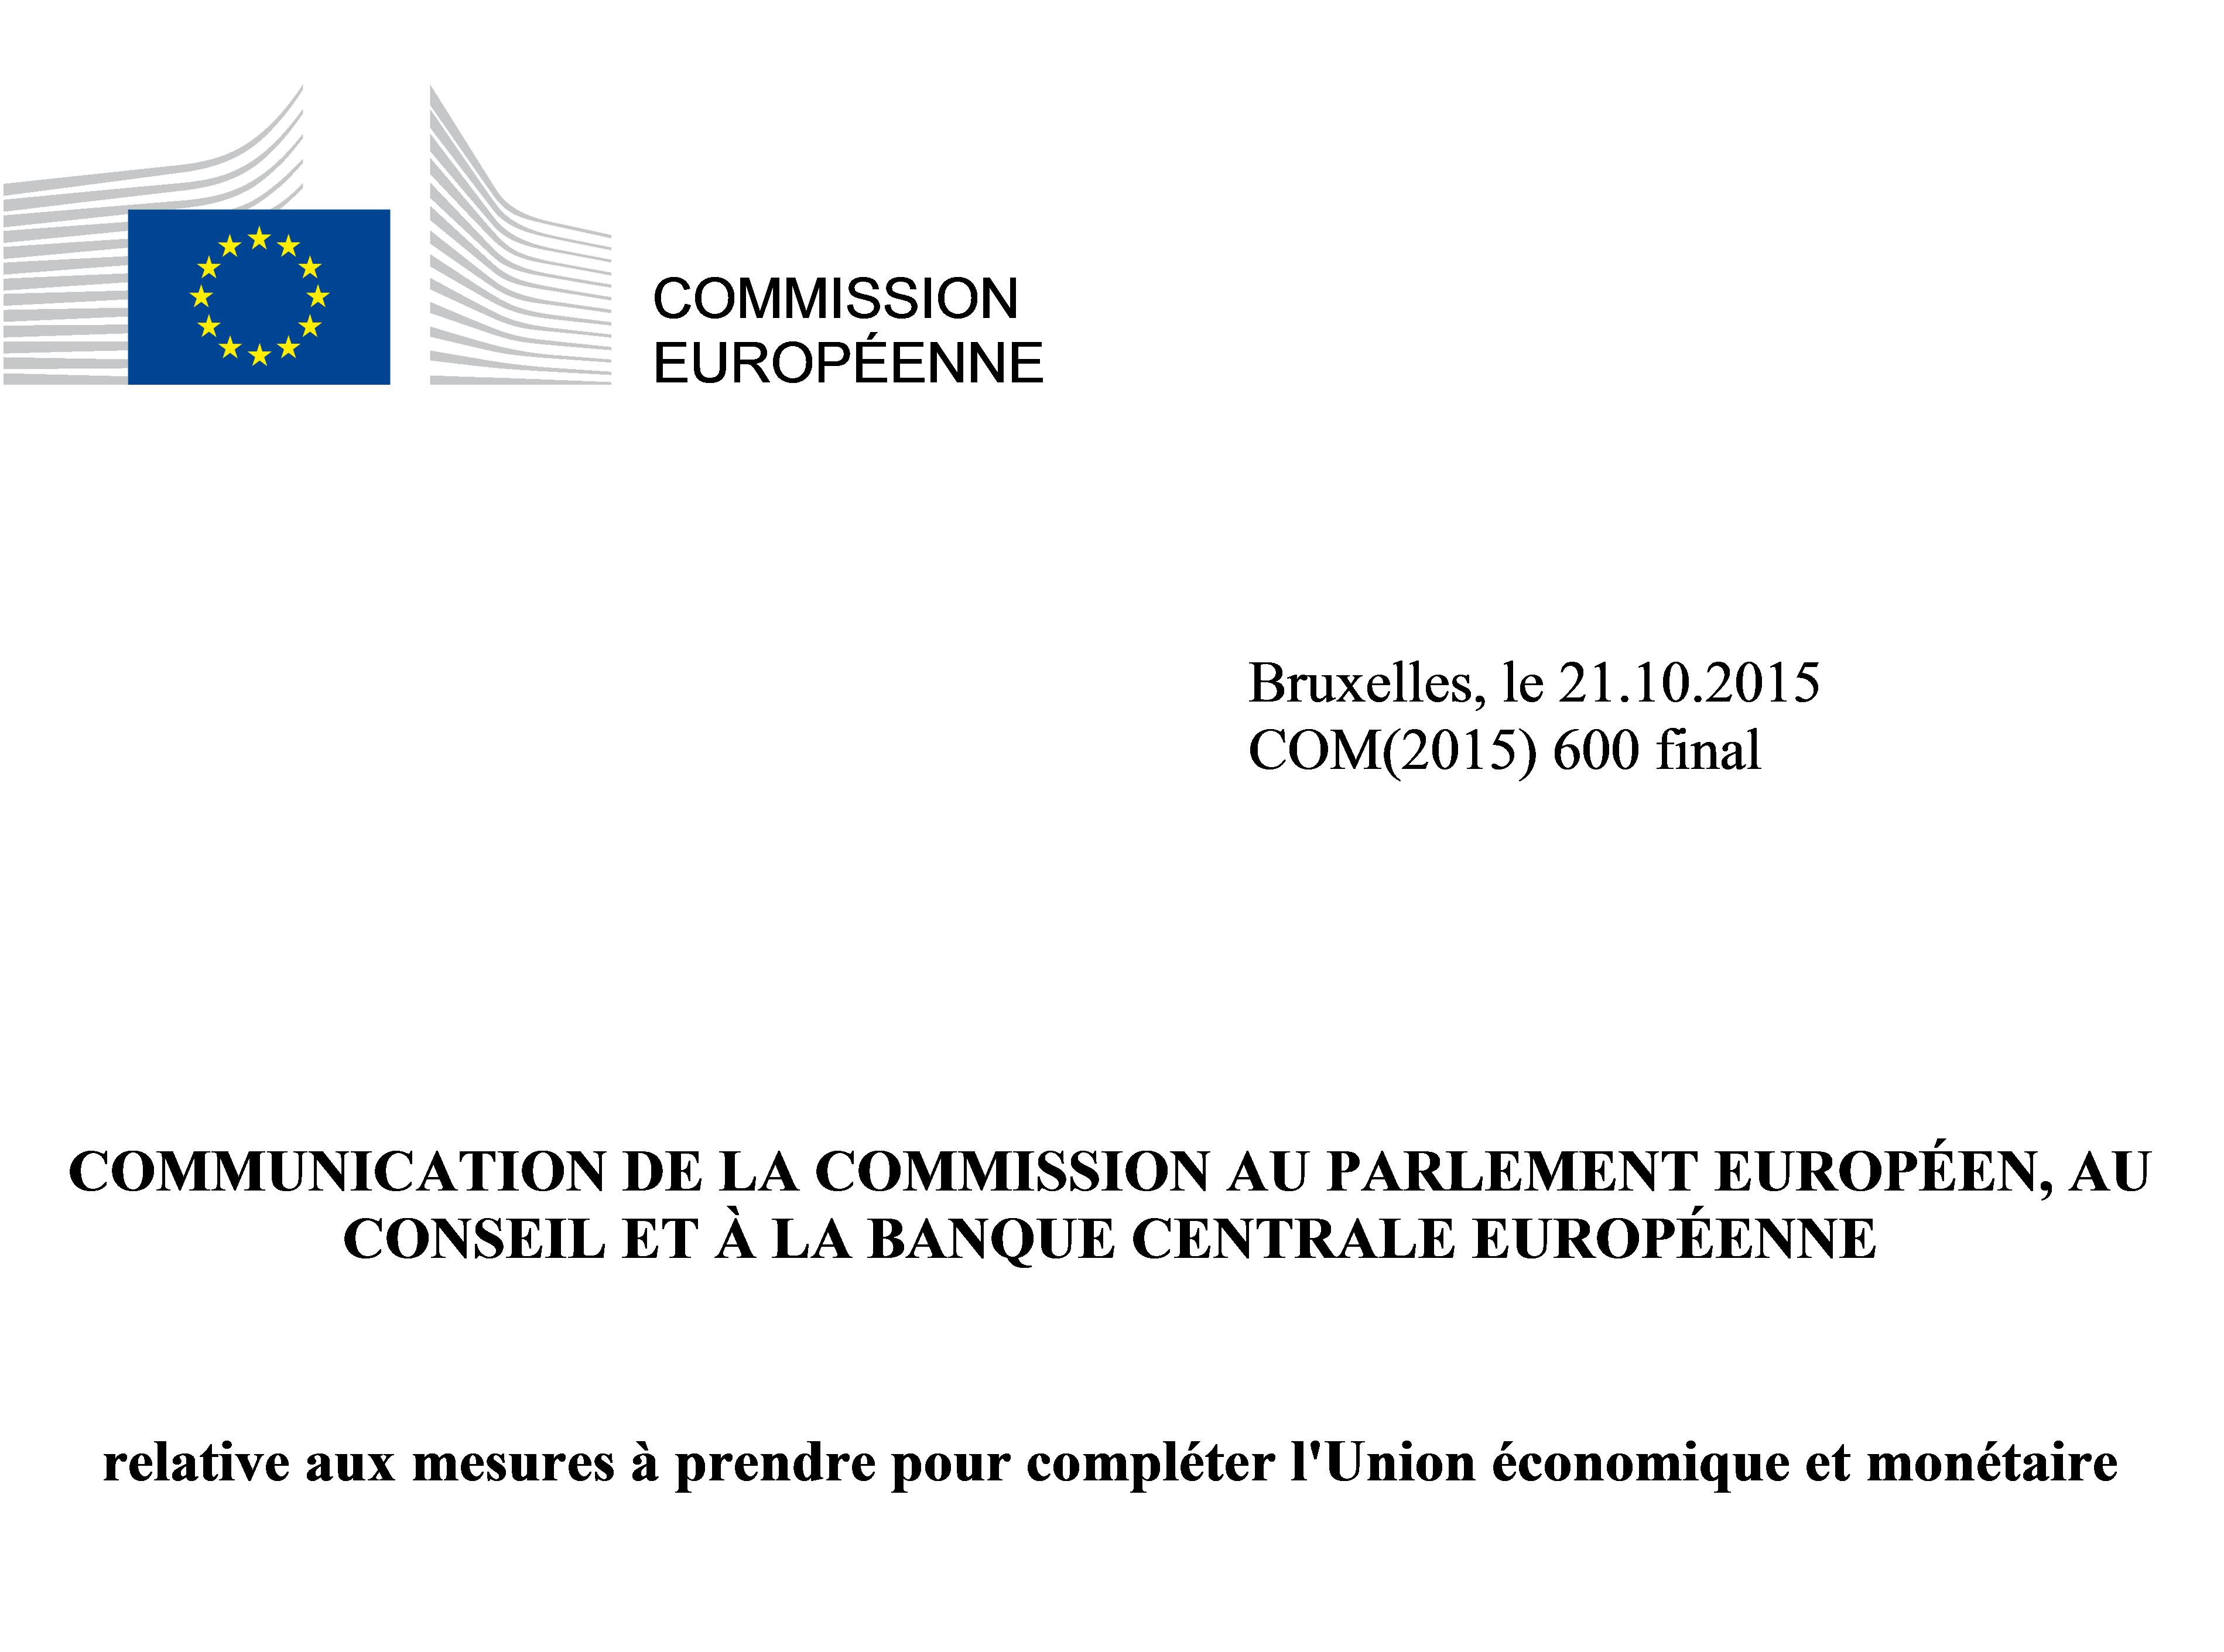 COMMISSION
EUROPÉENNE
Bruxelles, le 21.10.2015
COM(2015) 600 final
COMMUNICATION DE LA COMMISSION AU PARLEMENT EUROPÉEN, AU
CONSEIL ET À LA BANQUE CENTRALE EUROPÉENNE
relative aux mesures à prendre pour compléter l'Union économique et monétaire